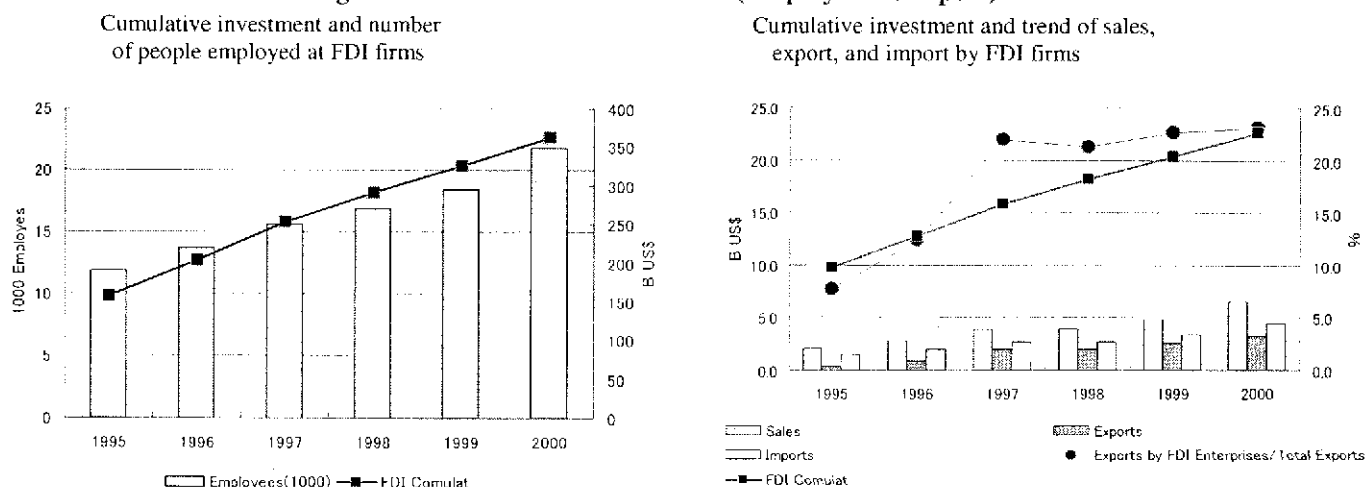 Cumulative investment and number
of people employed at FDI firms
25
20
15
10
5
0
1000 Employes
400
350
300
250
200
150
100
50
0
B US$
1995 1996 1997 1998 1999 2000
Employees(1000) FDI Comulat
Cumulative investment and trend of sales,
export, and import by FDI firms
25.0
20.0
15.0
10.0
5.0
0.0
B US$
25.0
20.0
15.0
10.0
5.0
0.0
%
1995 1996 1997 1998 1999 2000
Sales Exports
Imports Exports by FDI Enterprises/Total Exports
FDI Comulat